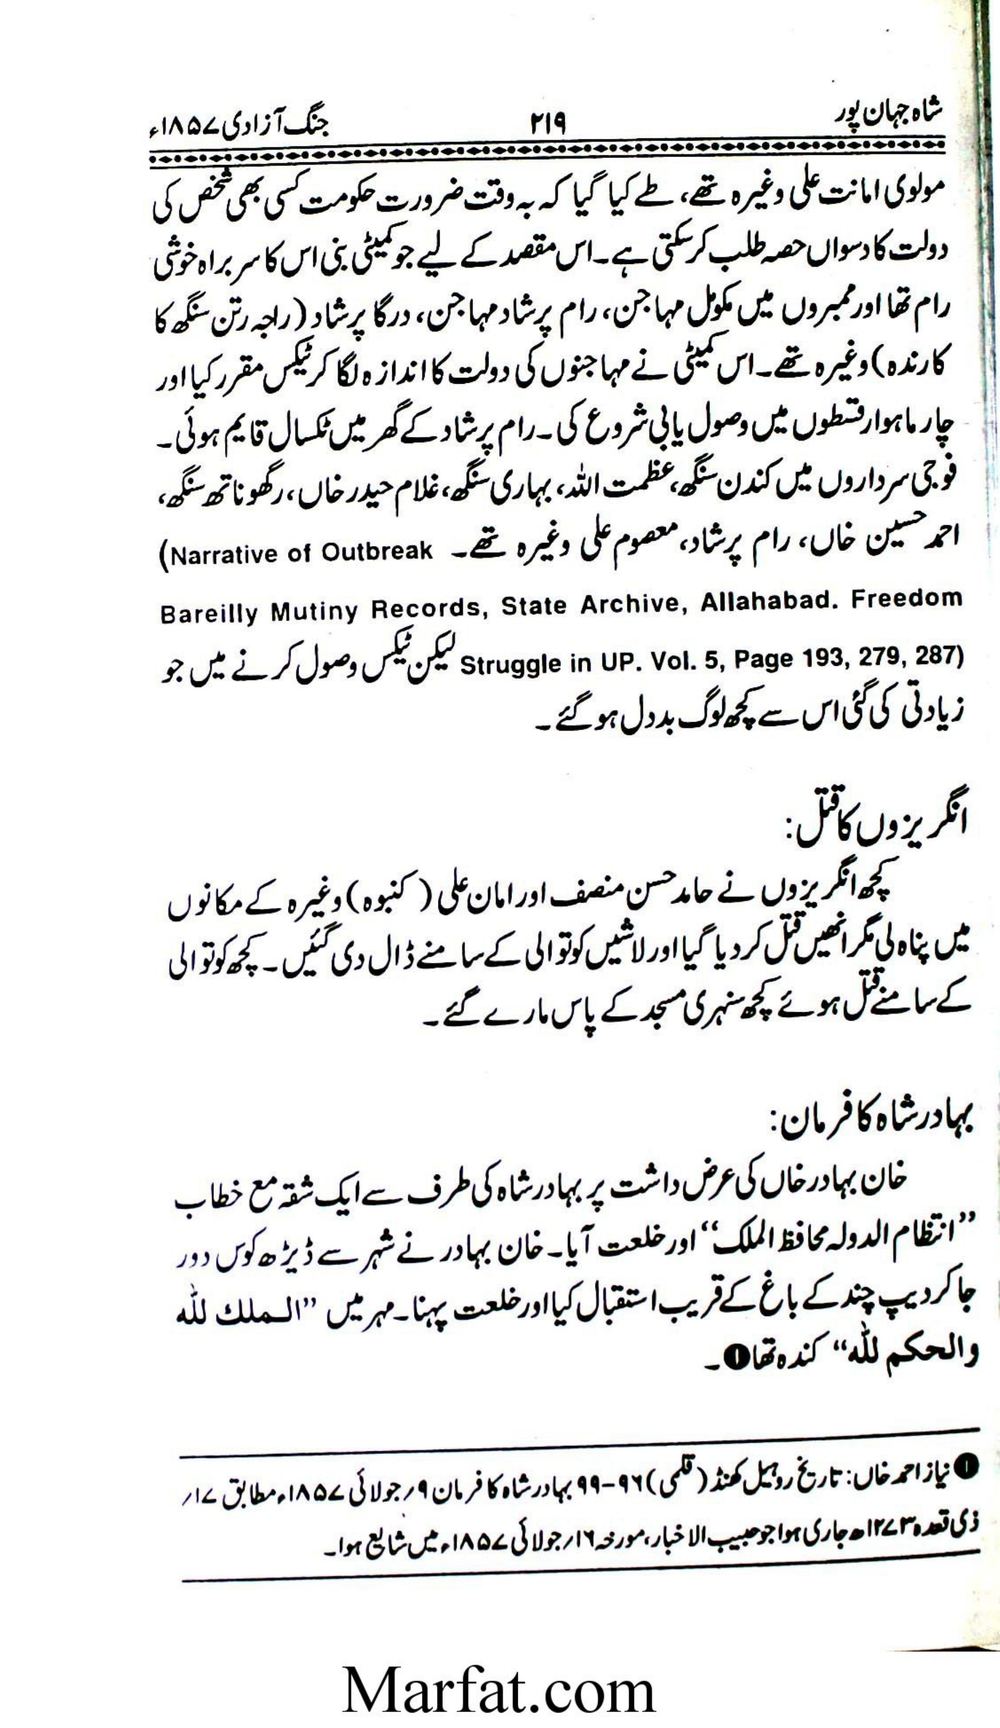 شاہ جہان پور ۲۱۹ جنگ آزادی ۱۸۵۷ء
مولوی امانت علی وغیرہ تھے، طے کیا گیا کہ بہ وقت ضرورت حکومت کسی بھی شخص کی
دولت کا دسواں حصہ طلب کر سکتی ہے۔ اس مقصد کے لیے جو کمیٹی بنی اس کا سربراہ خوشی
رام تھا اور ممبروں میں مکومل مہاجن، رام پرشاد مہاجن، درگا پرشاد (راجہ رتن سنگھ کا
کارندہ) وغیرہ تھے۔ اس کمیٹی نے مہاجنوں کی دولت کا اندازہ لگا کر ٹیکس مقرر کیا اور
چار ماہوار قسطوں میں وصول یابی شروع کی۔ رام پرشاد کے گھر میں ٹکسال قایم ہوئی۔
فوجی سرداروں میں کندن سنگھ، عظمت اللہ، بہاری سنگھ، غلام حیدر خاں، رگھوناتھ سنگھ،
احمد حسین خاں، رام پرشاد، معصوم علی وغیرہ تھے۔ (Narrative of Outbreak
Bareilly Mutiny Records, State Archive, Allahabad. Freedom
Struggle in UP. Vol. 5, Page 193, 279, 287) لیکن ٹیکس وصول کرنے میں جو
زیادتی کی گئی اس سے کچھ لوگ بددل ہو گئے۔
انگریزوں کا قتل:
کچھ انگریزوں نے حامد حسن منصف اور امان علی (کنبوہ) وغیرہ کے مکانوں
میں پناہ لی مگر انھیں قتل کر دیا گیا اور لاشیں کوتوالی کے سامنے ڈال دی گئیں۔ کچھ کوتوالی
کے سامنے قتل ہوئے کچھ سنہری مسجد کے پاس مارے گئے۔
بہادر شاہ کا فرمان:
خان بہادر خاں کی عرض داشت پر بہادر شاہ کی طرف سے ایک شقہ مع خطاب
”انتظام الدولہ محافظ الملک“ اور خلعت آیا۔ خان بہادر نے شہر سے ڈیڑھ کوس دور
جا کر دیپ چند کے باغ کے قریب استقبال کیا اور خلعت پہنا۔ مہر میں ”الملك للہ
والحکم للہ“ کندہ تھا❶۔
❶ نیاز احمد خاں: تاریخ روہیل کھنڈ (قلمی) ۹۶-۹۹ بہادر شاہ کا فرمان ۹؍ جولائی ۱۸۵۷ء مطابق ۱۷؍
ذی قعدہ ۱۲۷۳ھ جاری ہوا جو حبیب الاخبار، مورخہ ۱۶؍ جولائی ۱۸۵۷ء میں شایع ہوا۔
Marfat.com